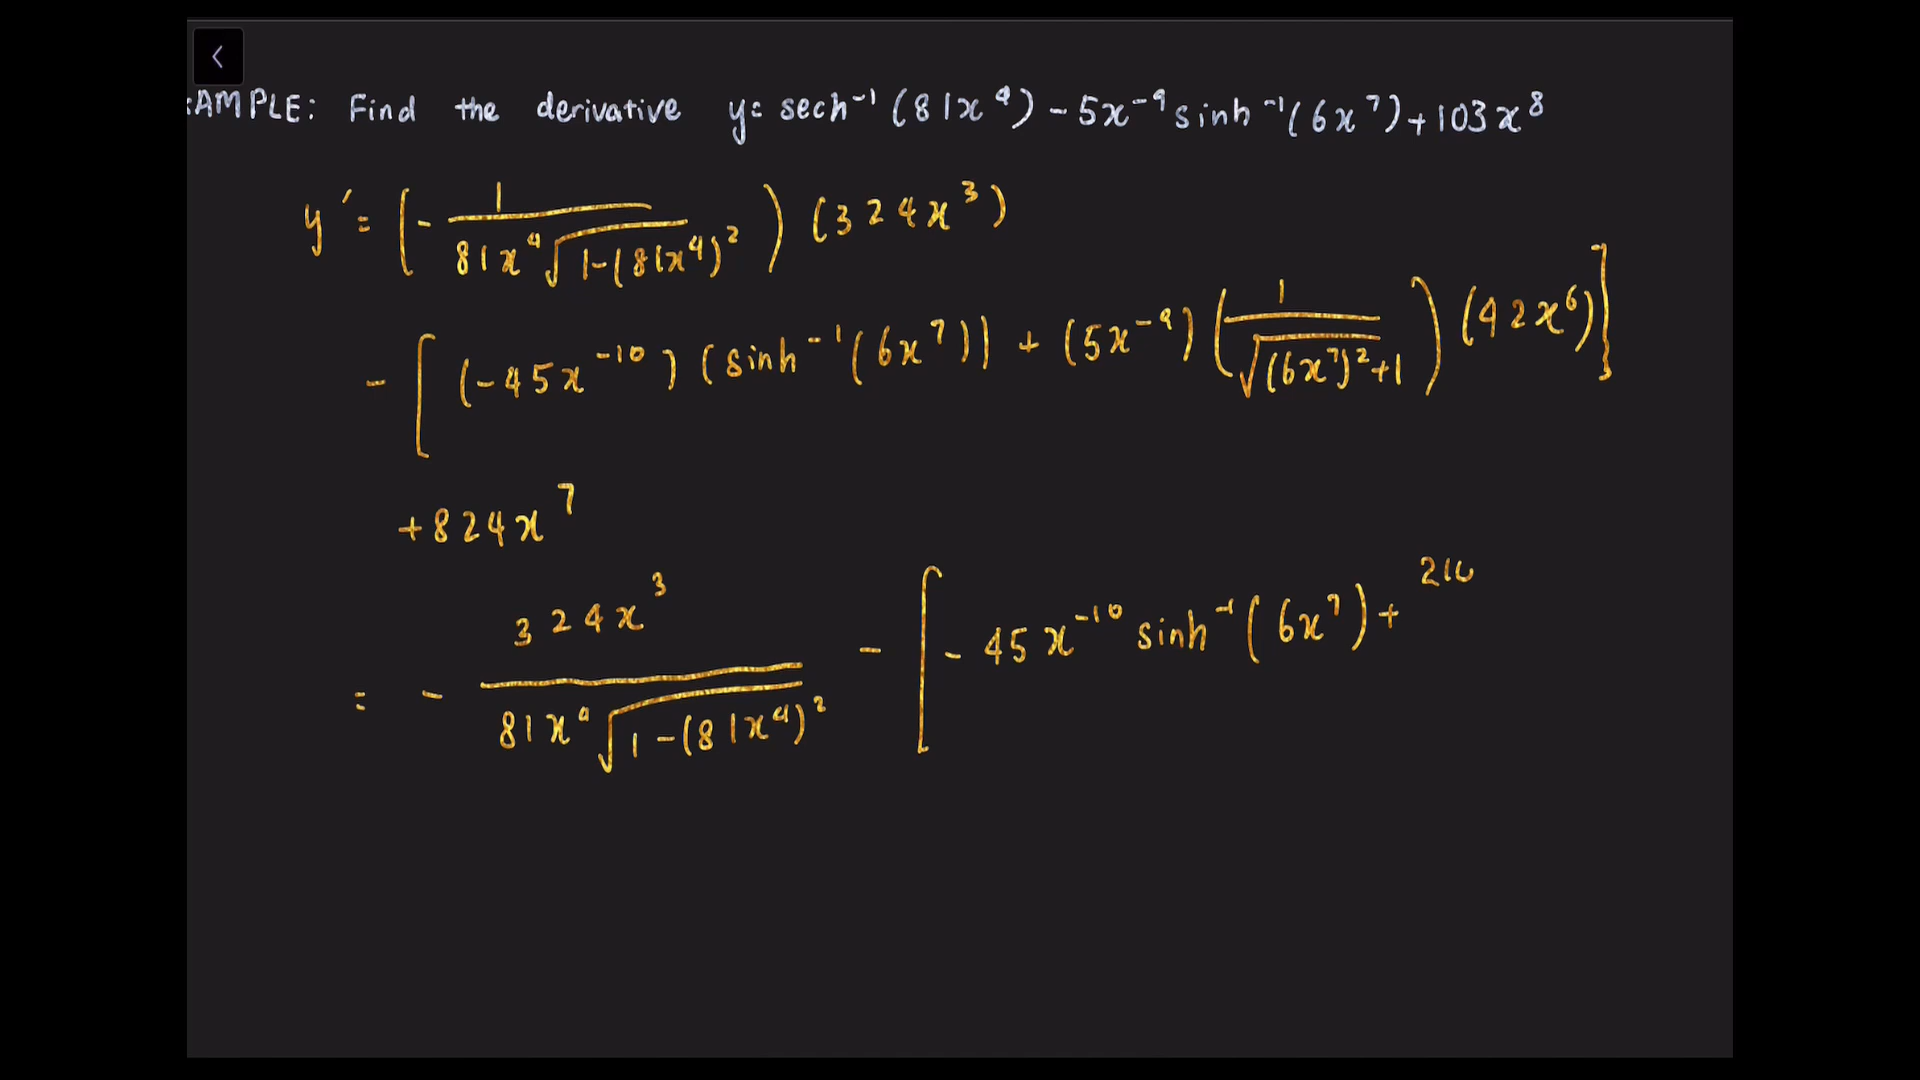 AMPLE: Find the derivative y= sech⁻¹(81x⁴) - 5x⁻⁹ sinh⁻¹(6x⁷) + 103x⁸
y' = (- 1 / (81x⁴ √(1-(81x⁴)²))) (324x³)
- [(-45x⁻¹⁰)(sinh⁻¹(6x⁷)) + (5x⁻⁹)(1 / √((6x⁷)²+1))(42x⁶)]
+824x⁷
= - 324x³ / (81x⁴ √(1-(81x⁴)²)) - [-45x⁻¹⁰ sinh⁻¹(6x⁷) + 210